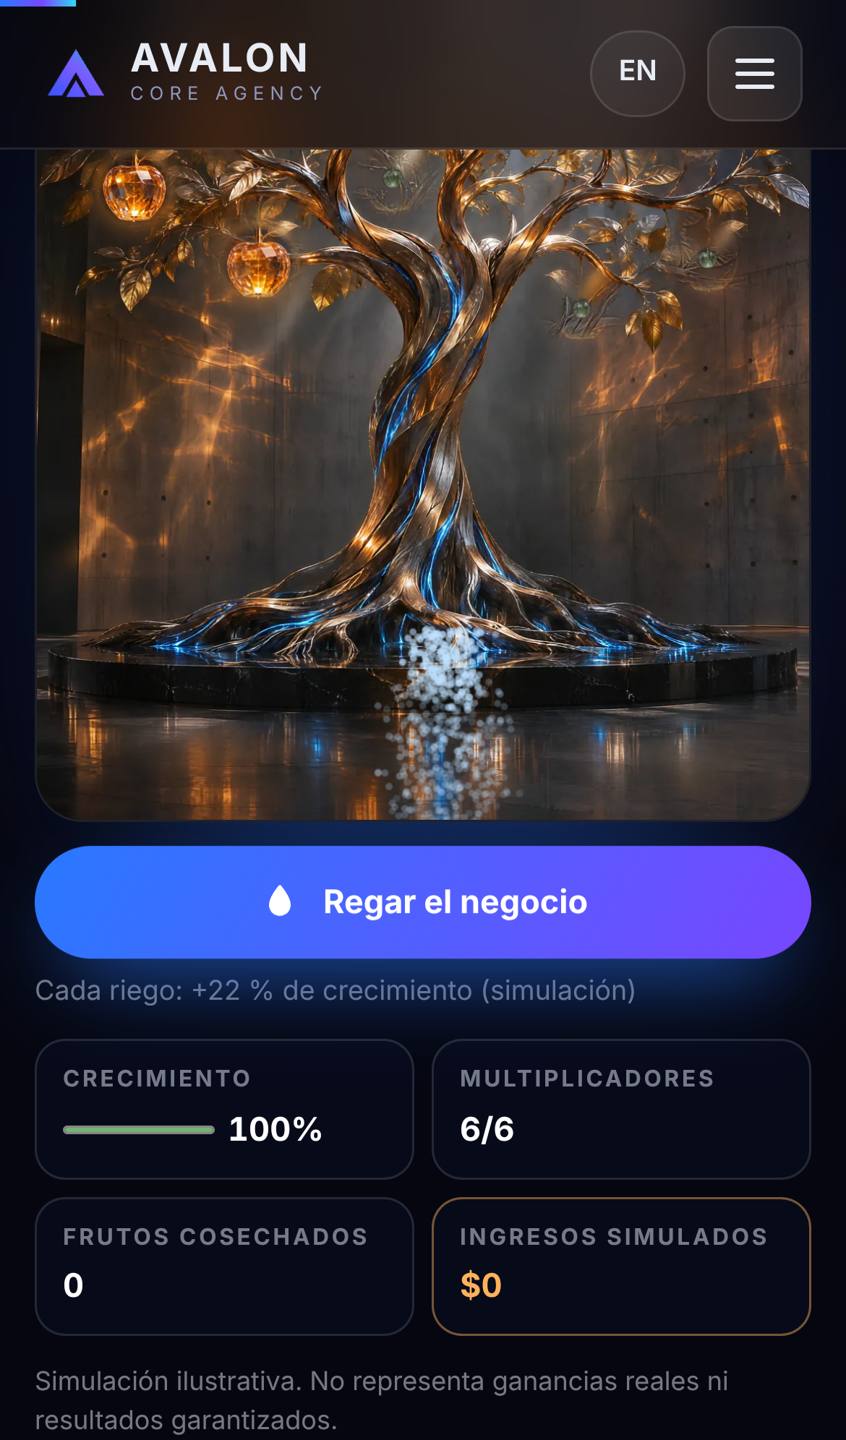 AVALON
CORE AGENCY
EN
Regar el negocio
Cada riego: +22 % de crecimiento (simulación)
CRECIMIENTO
100%
MULTIPLICADORES
6/6
FRUTOS COSECHADOS
0
INGRESOS SIMULADOS
$0
Simulación ilustrativa. No representa ganancias reales ni
resultados garantizados.